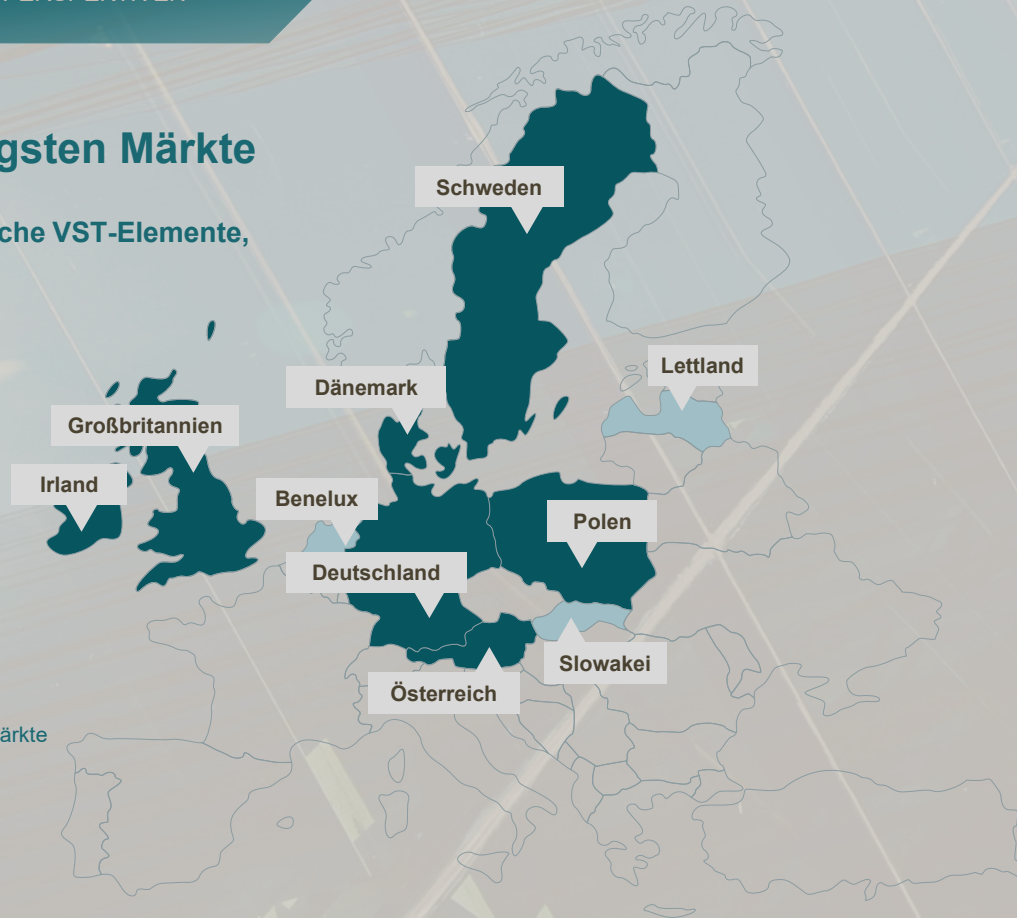 gsten Märkte
che VST-Elemente,
Schweden
Lettland
Dänemark
Großbritannien
Irland
Benelux
Polen
Deutschland
Slowakei
Österreich
ärkte